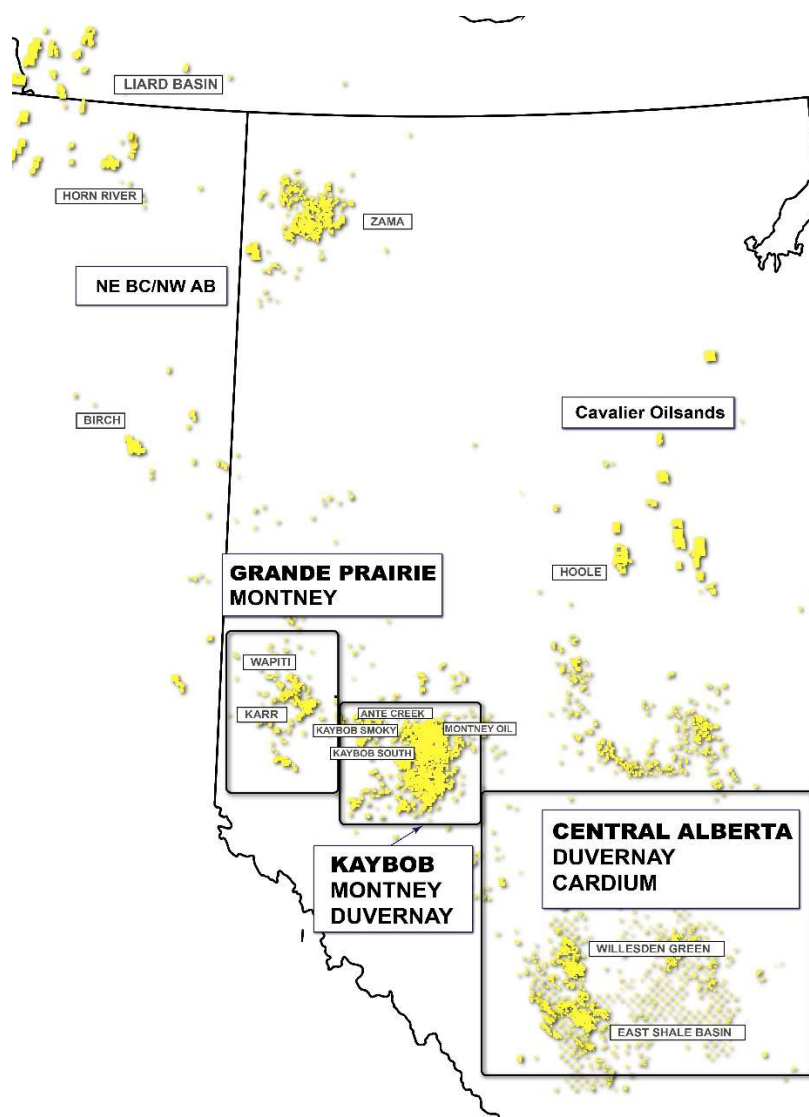 LIARD BASIN
HORN RIVER
ZAMA
NE BC/NW AB
BIRCH
Cavalier Oilsands
HOOLE
GRANDE PRAIRIE
MONTNEY
WAPITI
KARR
ANTE CREEK
KAYBOB SMOKY
MONTNEY OIL
KAYBOB SOUTH
KAYBOB
MONTNEY
DUVERNAY
CENTRAL ALBERTA
DUVERNAY
CARDIUM
WILLESDEN GREEN
EAST SHALE BASIN